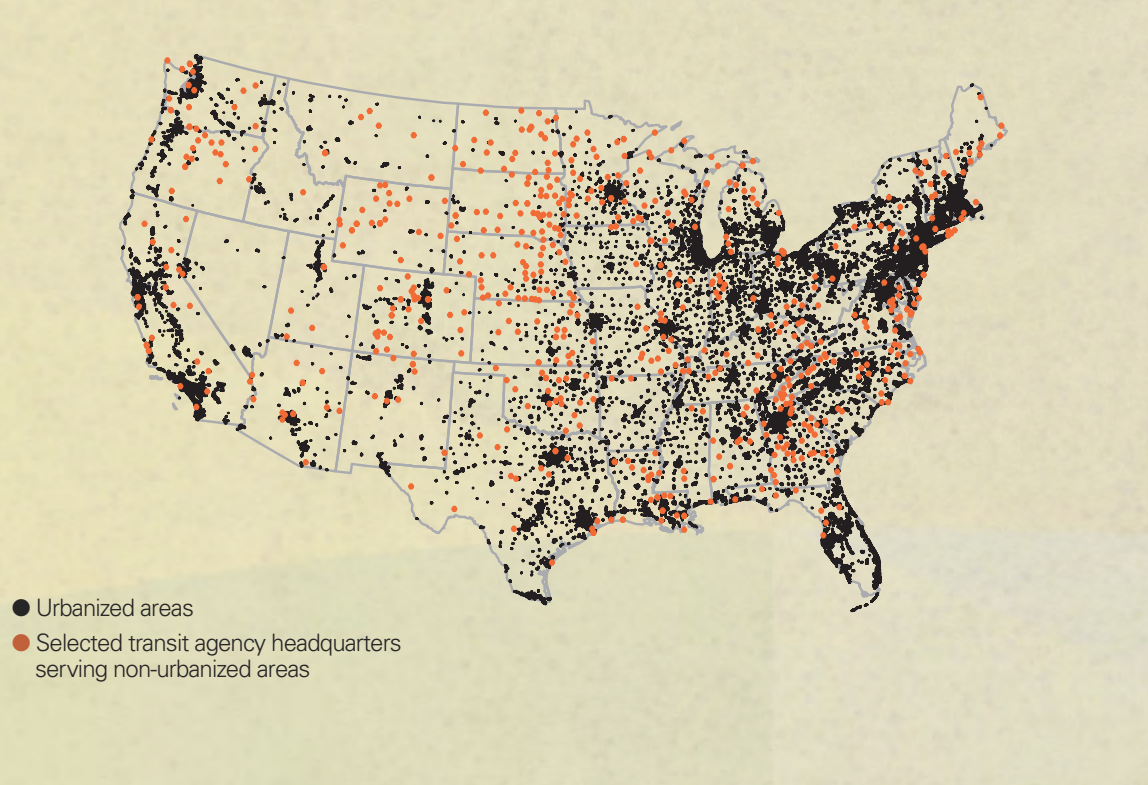 Urbanized areas
Selected transit agency headquarters
serving non-urbanized areas